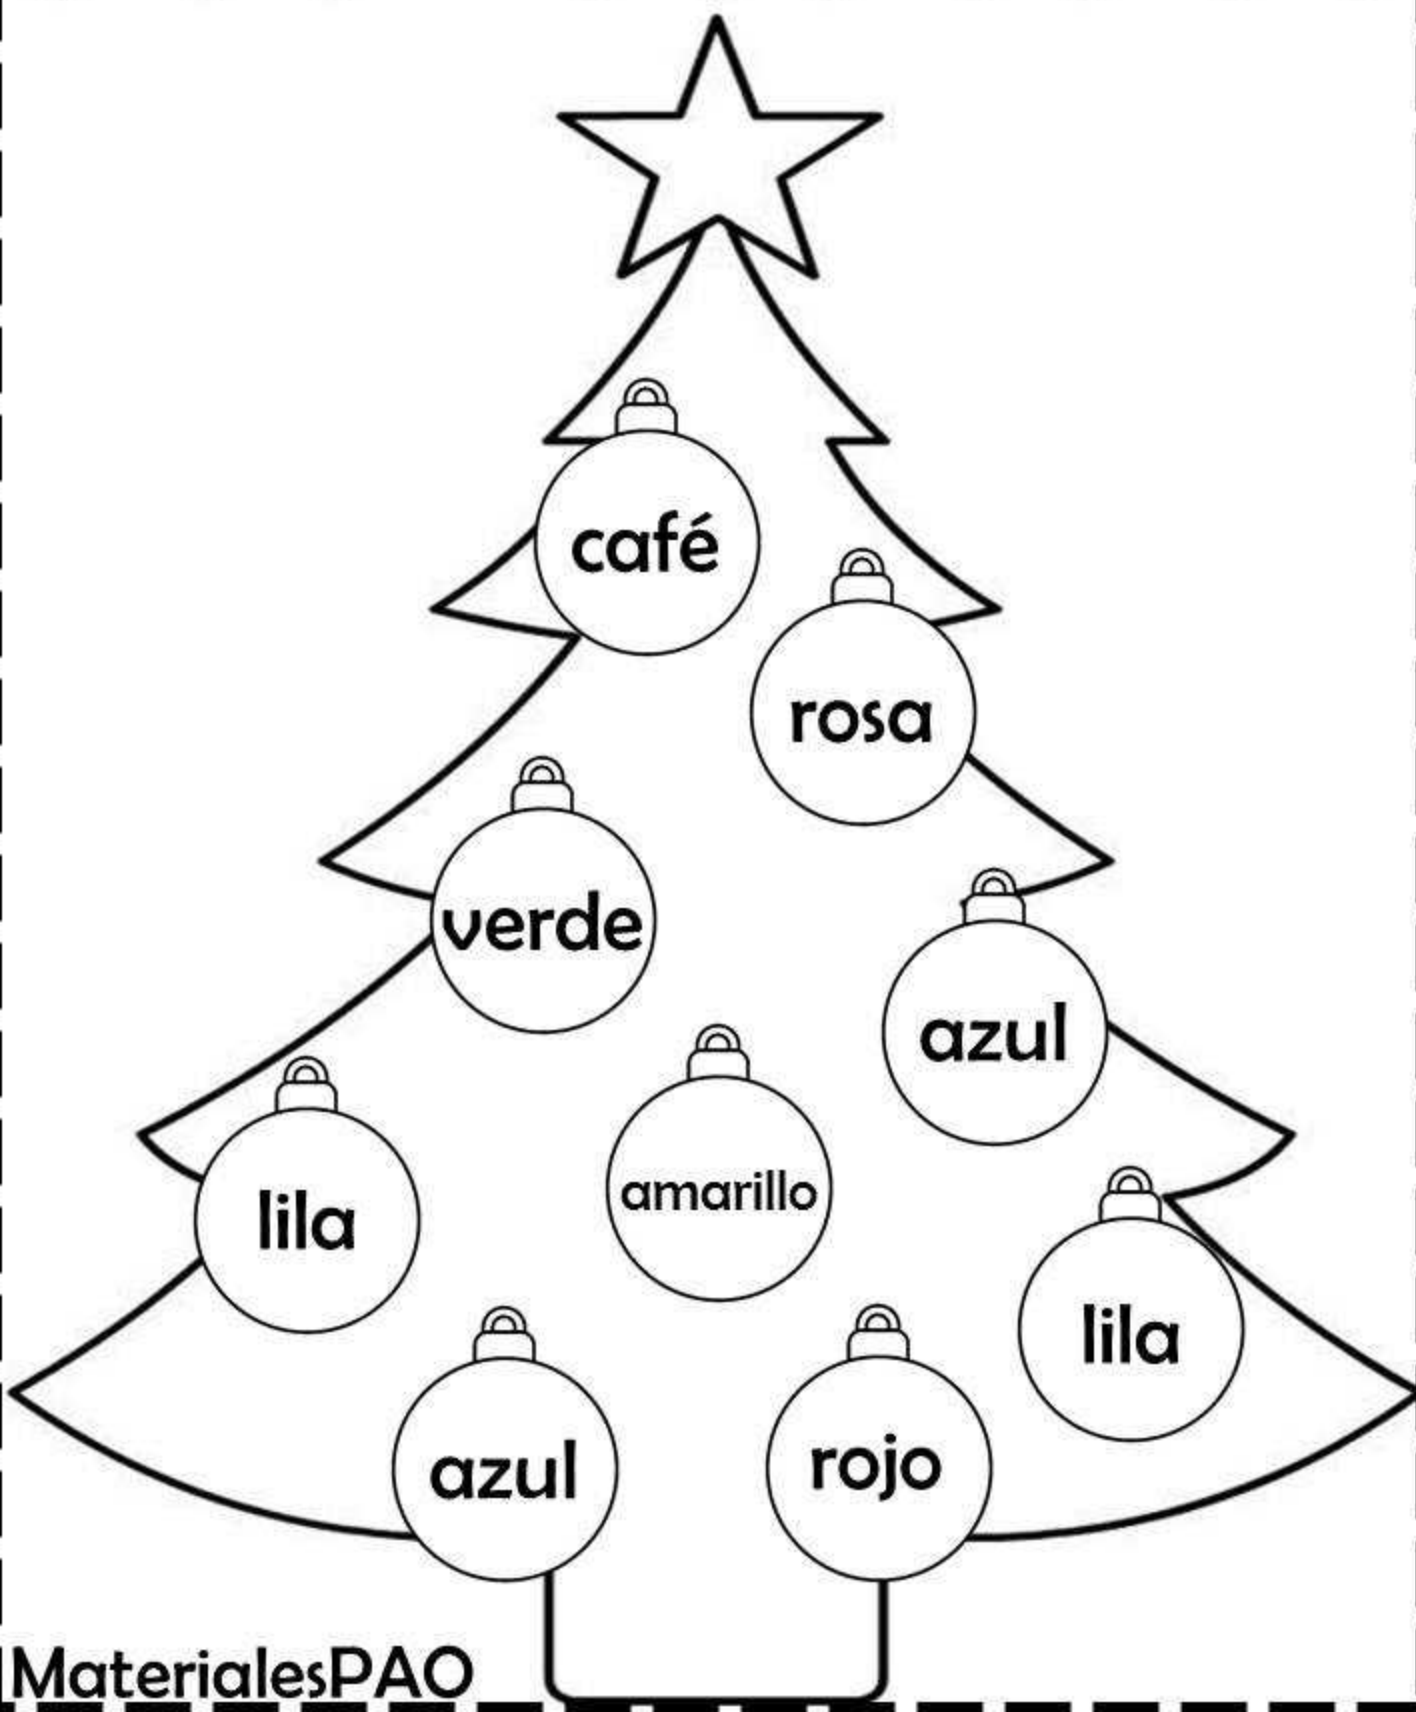 café
rosa
verde
azul
lila
amarillo
lila
azul
rojo
MaterialesPAO